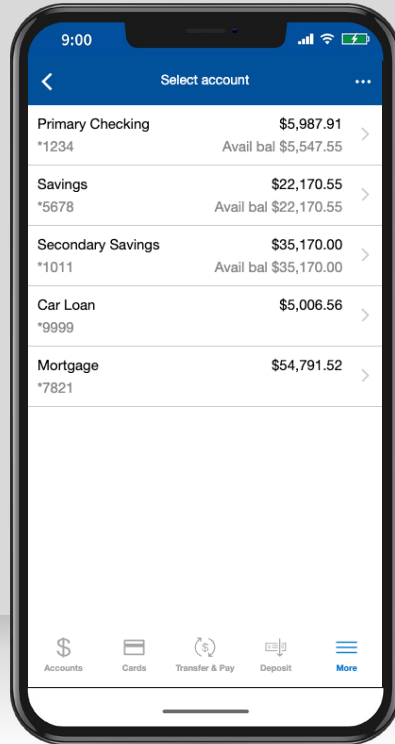 9:00
Select account
Primary Checking $5,987.91
*1234 Avail bal $5,547.55
Savings $22,170.55
*5678 Avail bal $22,170.55
Secondary Savings $35,170.00
*1011 Avail bal $35,170.00
Car Loan $5,006.56
*9999
Mortgage $54,791.52
*7821
Accounts Cards Transfer & Pay Deposit More